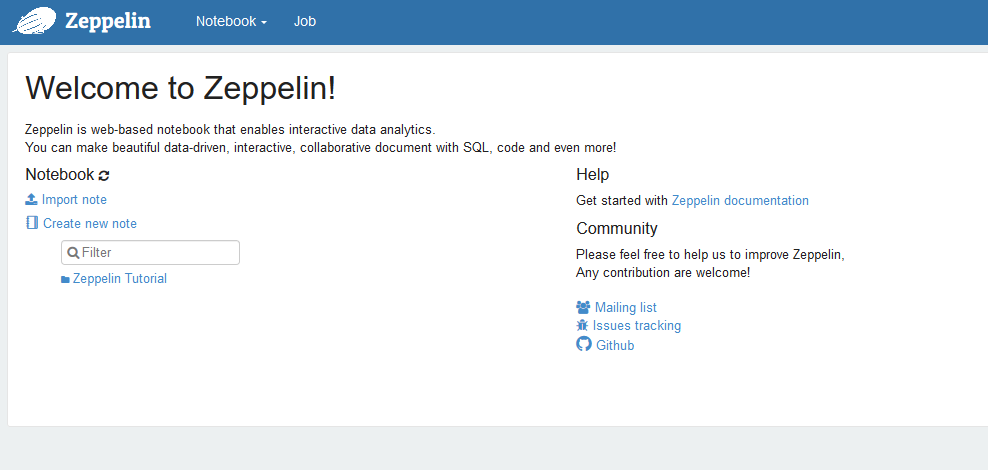 Zeppelin
Notebook
Job
Welcome to Zeppelin!
Zeppelin is web-based notebook that enables interactive data analytics.
You can make beautiful data-driven, interactive, collaborative document with SQL, code and even more!
Notebook
Import note
Create new note
Filter
Zeppelin Tutorial
Help
Get started with Zeppelin documentation
Community
Please feel free to help us to improve Zeppelin,
Any contribution are welcome!
Mailing list
Issues tracking
Github